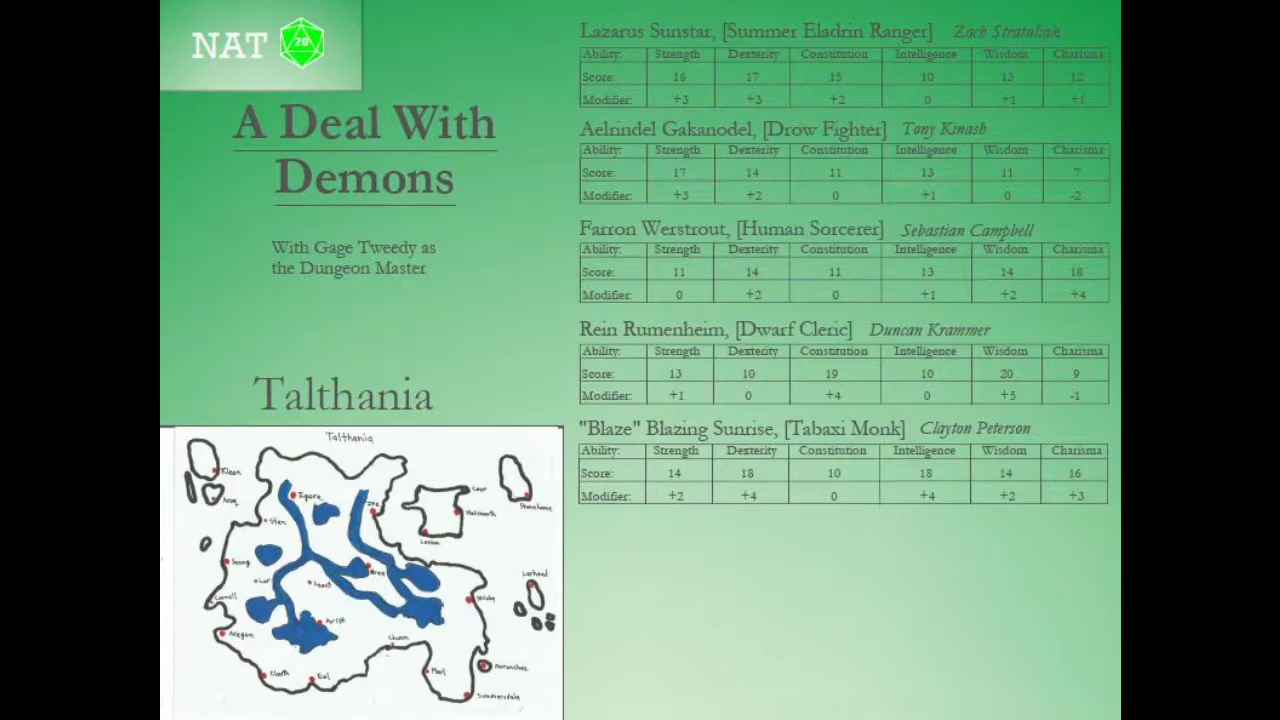 NAT 20
A Deal With
Demons
With Gage Tweedy as
the Dungeon Master
Talthania
Lazarus Sunstar, [Summer Eladrin Ranger] Zach Stratulsak
Ability: Strength Dexterity Constitution Intelligence Wisdom Charisma
Score: 16 17 15 10 13 12
Modifier: +3 +3 +2 0 +1 +1
Aelrindel Gakanodel, [Drow Fighter] Tony Kinash
Ability: Strength Dexterity Constitution Intelligence Wisdom Charisma
Score: 17 14 11 13 11 7
Modifier: +3 +2 0 +1 0 -2
Farron Werstrout, [Human Sorcerer] Sebastian Campbell
Ability: Strength Dexterity Constitution Intelligence Wisdom Charisma
Score: 11 14 11 13 14 18
Modifier: 0 +2 0 +1 +2 +4
Rein Rumenheim, [Dwarf Cleric] Duncan Krammer
Ability: Strength Dexterity Constitution Intelligence Wisdom Charisma
Score: 13 10 19 10 20 9
Modifier: +1 0 +4 0 +5 -1
"Blaze" Blazing Sunrise, [Tabaxi Monk] Clayton Peterson
Ability: Strength Dexterity Constitution Intelligence Wisdom Charisma
Score: 14 18 10 18 14 16
Modifier: +2 +4 0 +4 +2 +3
Talthania
Kleen
Sten
Lor
Aegon
Mail
Summersdale